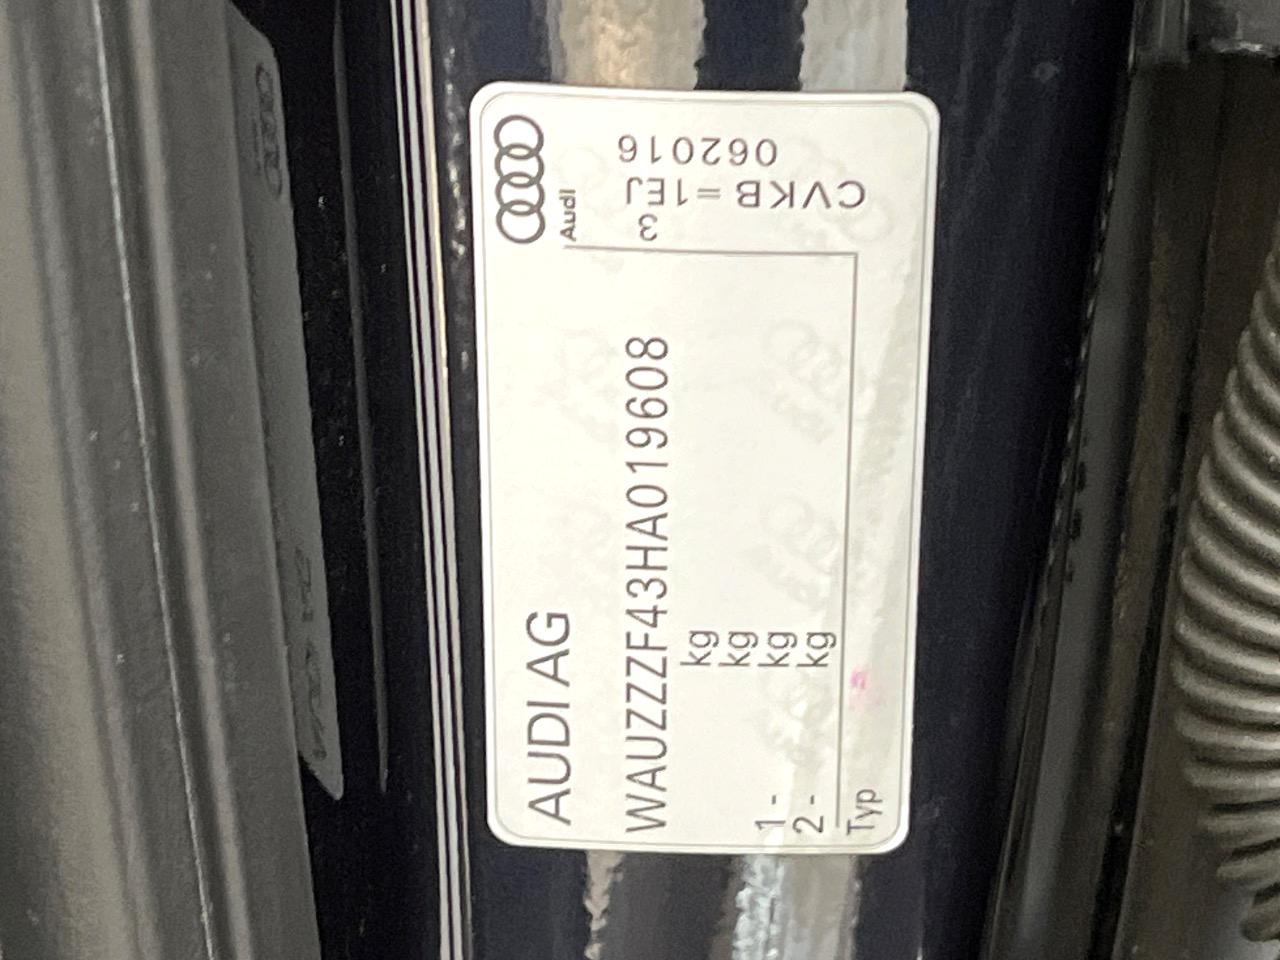 AUDI AG
Audi
WAUZZZF43HA019608
kg
kg
1 - kg
2 - kg
Typ
062016
CVKB = 1EJ
3